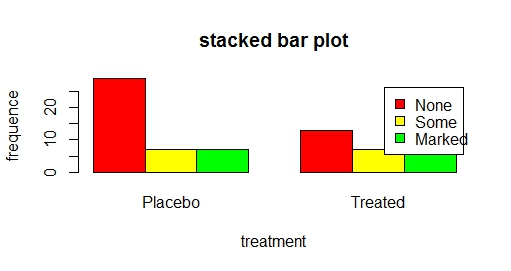 stacked bar plot
frequence
20
10
0
None
Some
Marked
Placebo
Treated
treatment